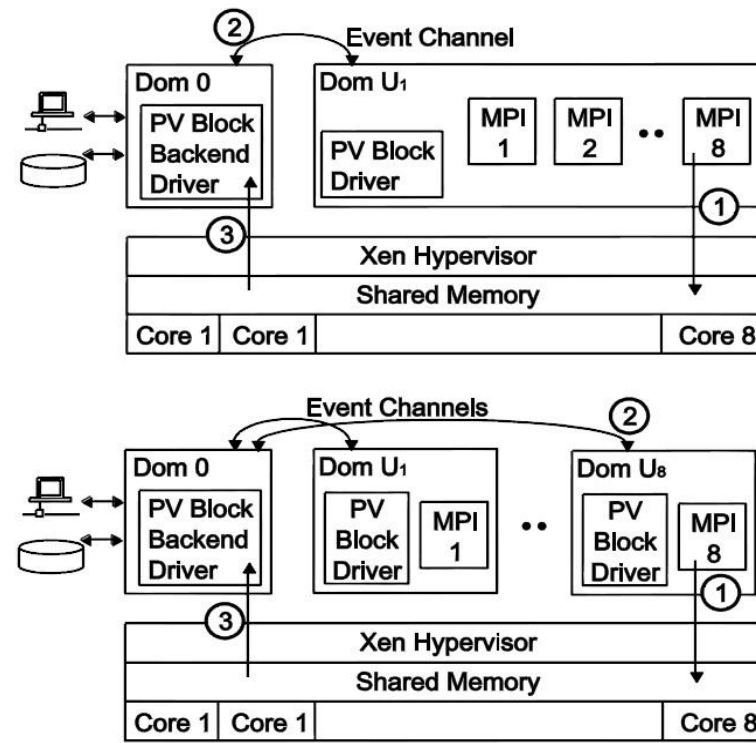 2
Event Channel
Dom 0
PV Block
Backend
Driver
Dom U1
PV Block
Driver
MPI
1
MPI
2
••
MPI
8
1
3
Xen Hypervisor
Shared Memory
Core 1
Core 1
Core 8
Event Channels
2
Dom 0
PV Block
Backend
Driver
Dom U1
PV
Block
Driver
MPI
1
••
Dom U8
PV
Block
Driver
MPI
8
1
3
Xen Hypervisor
Shared Memory
Core 1
Core 1
Core 8